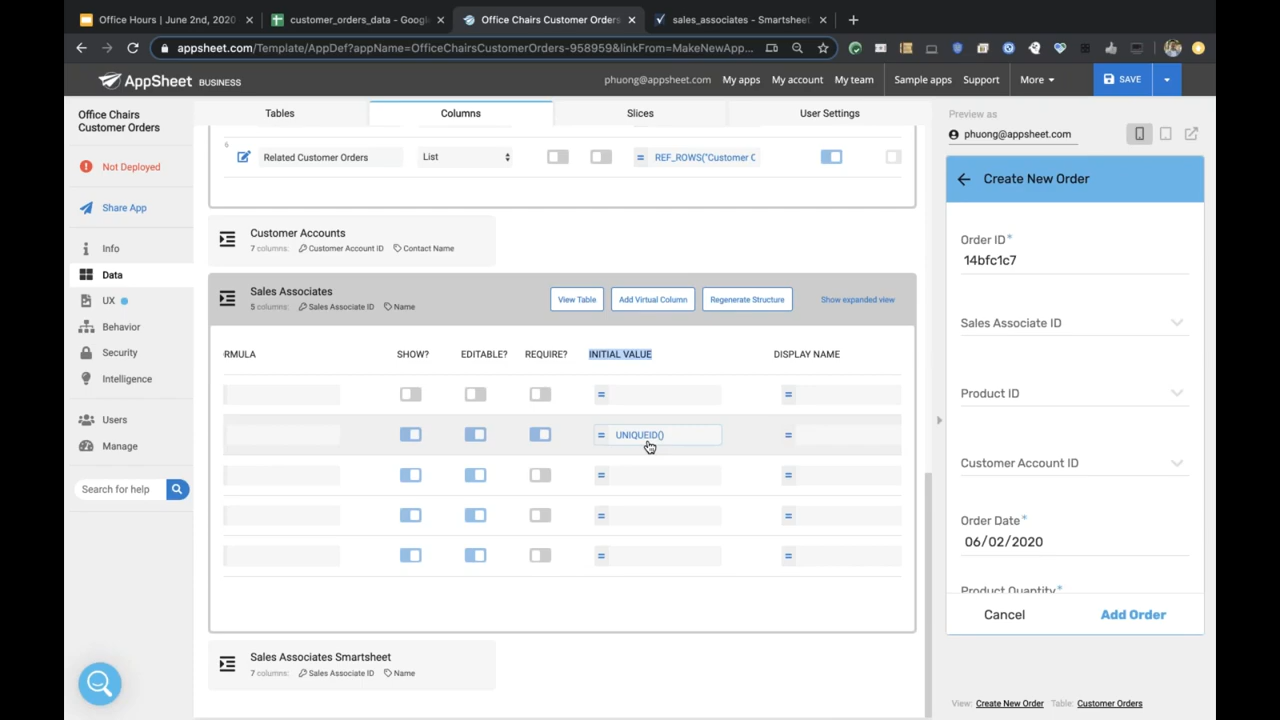 Office Hours | June 2nd, 2020
customer_orders_data - Google
Office Chairs Customer Orders
sales_associates - Smartsheet
appsheet.com/Template/AppDef?appName=OfficeChairsCustomerOrders-958959&linkFrom=MakeNewApp...
AppSheet BUSINESS
phuong@appsheet.com My apps My account My team Sample apps Support More SAVE
Office Chairs
Customer Orders
Not Deployed
Share App
Info
Data
UX
Behavior
Security
Intelligence
Users
Manage
Search for help
Tables Columns Slices User Settings
6
Related Customer Orders List = REF_ROWS("Customer C
Customer Accounts
7 columns: Customer Account ID Contact Name
Sales Associates
5 columns: Sales Associate ID Name
View Table Add Virtual Column Regenerate Structure Show expanded view
RMULA SHOW? EDITABLE? REQUIRE? INITIAL VALUE DISPLAY NAME
= =
= UNIQUEID() =
= =
= =
= =
Sales Associates Smartsheet
7 columns: Sales Associate ID Name
Preview as
phuong@appsheet.com
Create New Order
Order ID*
14bfc1c7
Sales Associate ID
Product ID
Customer Account ID
Order Date*
06/02/2020
Product Quantity*
Cancel Add Order
View: Create New Order Table: Customer Orders